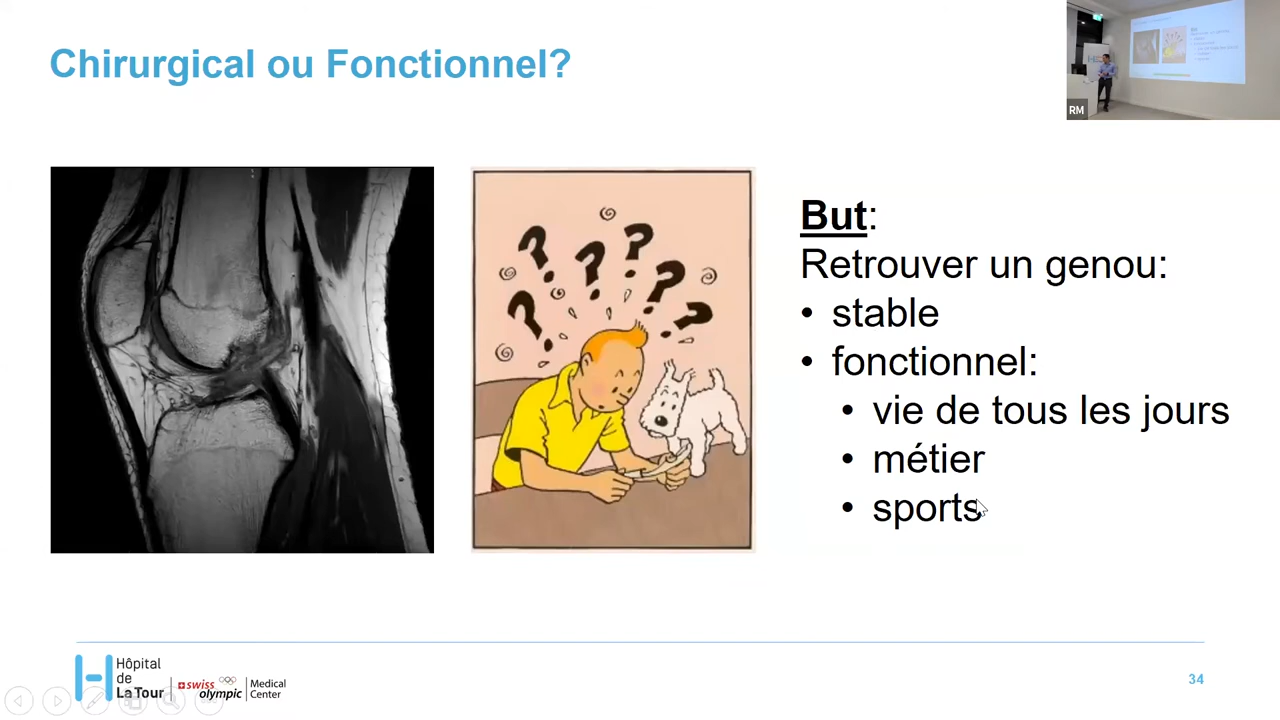 Chirurgical ou Fonctionnel?
RM
But:
Retrouver un genou:
• stable
• fonctionnel:
• vie de tous les jours
• métier
• sports
? ? ? ? ? ?
Hôpital
de
La Tour
swiss
olympic
Medical
Center
34